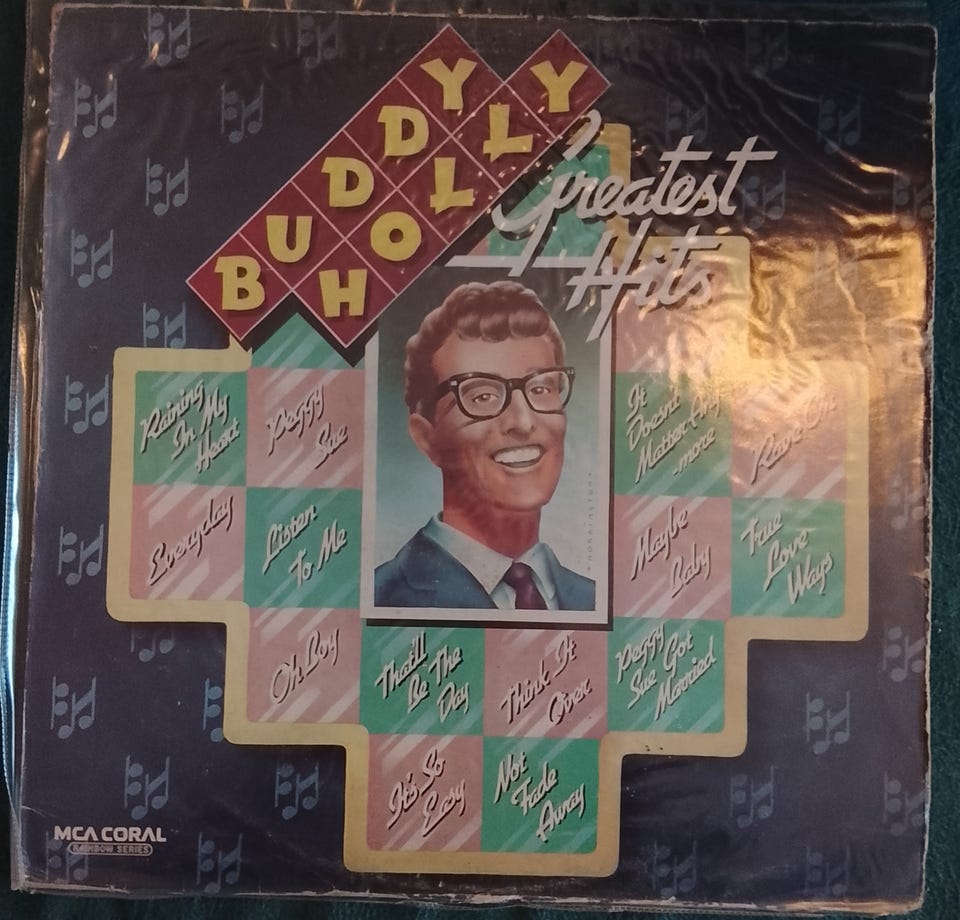 BUDDY
HOLLY
Greatest
Hits
Raining
In My
Heart
Peggy
Sue
It
Doesnt
Matter Any
-more
Rave On
Everyday
Listen
To Me
Maybe
Baby
True
Love
Ways
Oh Boy
That'll
Be The
Day
Think It
Over
Peggy
Sue Got
Married
It's So
Easy
Not
Fade
Away
MCA CORAL
RAINBOW SERIES